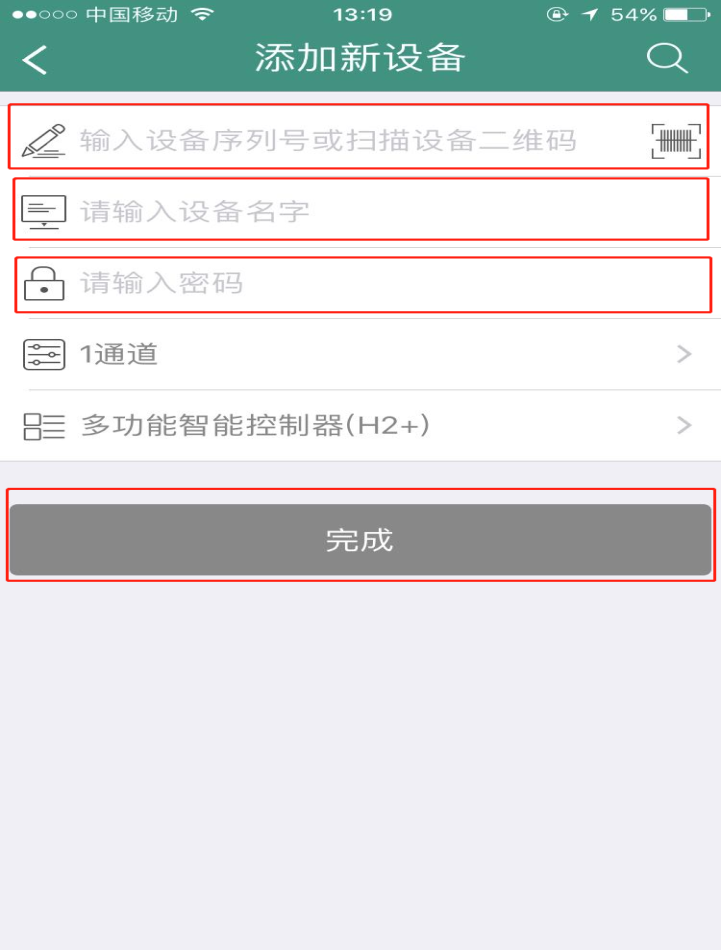 中国移动 13:19 54%
添加新设备
输入设备序列号或扫描设备二维码
请输入设备名字
请输入密码
1通道
多功能智能控制器(H2+)
完成